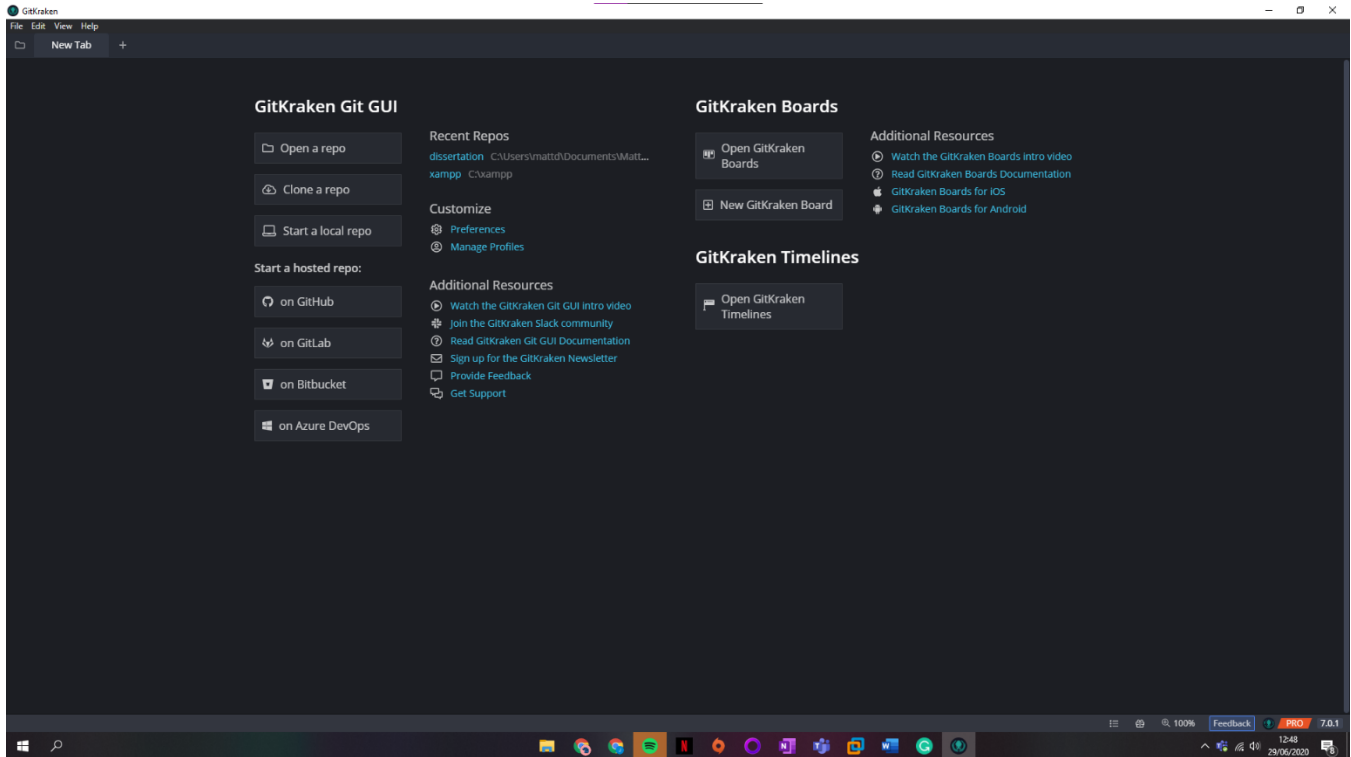 GitKraken
File Edit View Help
New Tab
GitKraken Git GUI
Open a repo
Clone a repo
Start a local repo
Start a hosted repo:
on GitHub
on GitLab
on Bitbucket
on Azure DevOps
Recent Repos
dissertation C:\Users\mattd\Documents\Matt...
xampp C:\xampp
Customize
Preferences
Manage Profiles
Additional Resources
Watch the GitKraken Git GUI intro video
Join the GitKraken Slack community
Read GitKraken Git GUI Documentation
Sign up for the GitKraken Newsletter
Provide Feedback
Get Support
GitKraken Boards
Open GitKraken
Boards
New GitKraken Board
Additional Resources
Watch the GitKraken Boards intro video
Read GitKraken Boards Documentation
GitKraken Boards for iOS
GitKraken Boards for Android
GitKraken Timelines
Open GitKraken
Timelines
100% Feedback PRO 7.0.1
12:48
29/06/2020